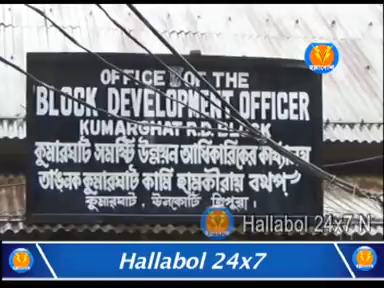 OFFICE OF THE
BLOCK DEVELOPMENT OFFICER
KUMARGHAT R.D. BLOCK
কুমারঘাট সমষ্টি উন্নয়ন আধিকারিকের কার্যালয়
কুমারঘাট, ঊনকোটি ত্রিপুরা।
Hallabol 24x7 N
Hallabol 24x7